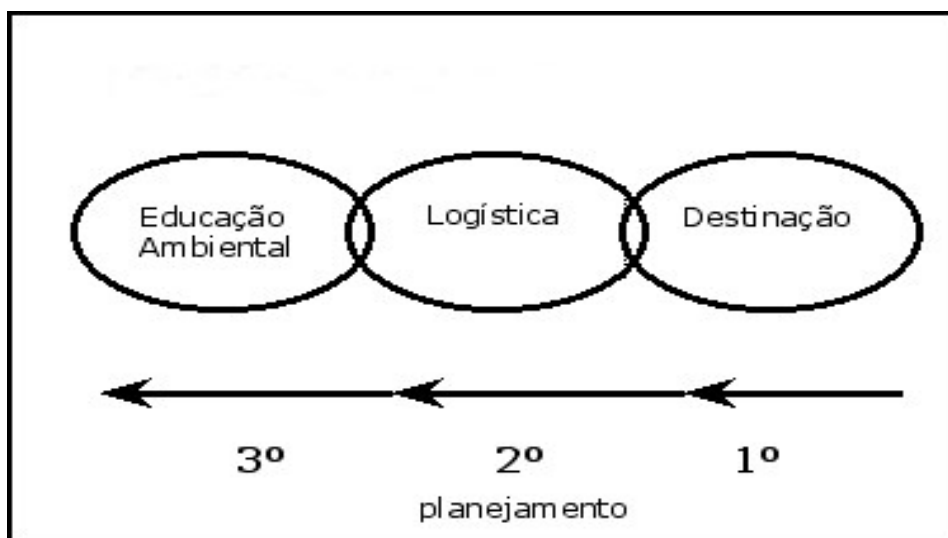 Educação
Ambiental
Logística
Destinação
3º
2º
1º
planejamento